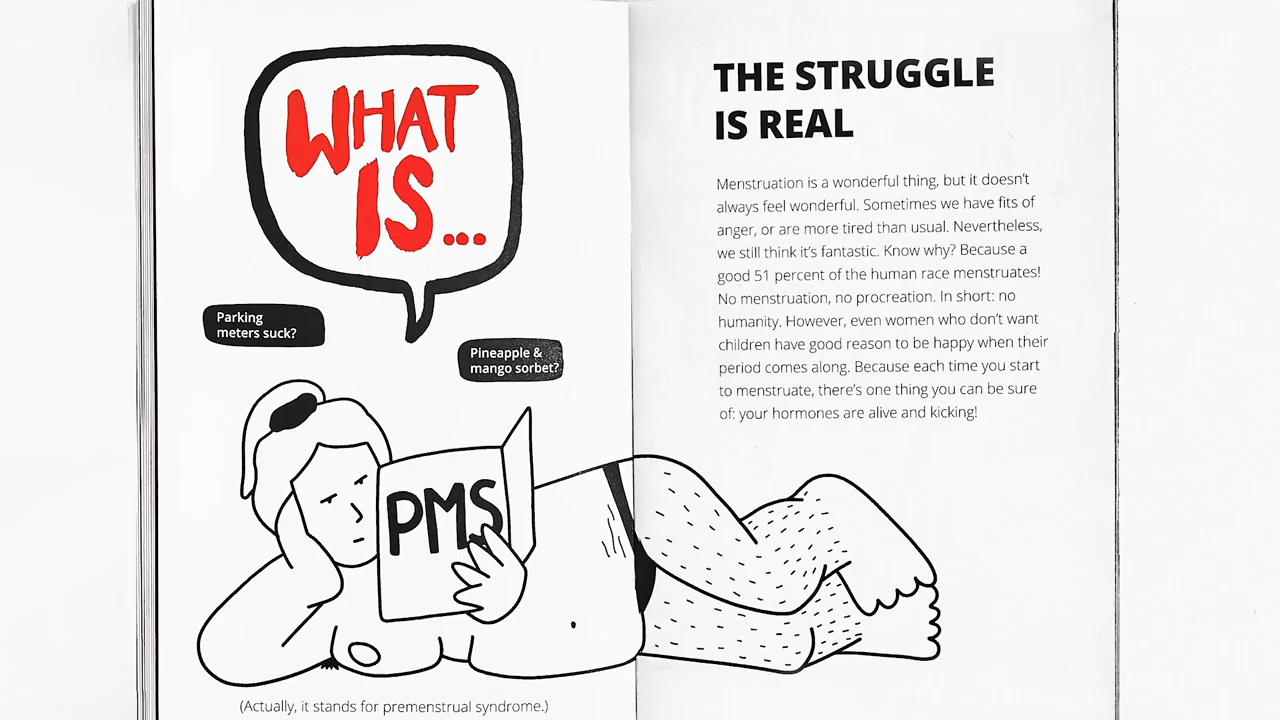 WHAT
IS...
Parking
meters suck?
Pineapple &
mango sorbet?
PMS
(Actually, it stands for premenstrual syndrome.)
THE STRUGGLE
IS REAL
Menstruation is a wonderful thing, but it doesn't
always feel wonderful. Sometimes we have fits of
anger, or are more tired than usual. Nevertheless,
we still think it's fantastic. Know why? Because a
good 51 percent of the human race menstruates!
No menstruation, no procreation. In short: no
humanity. However, even women who don't want
children have good reason to be happy when their
period comes along. Because each time you start
to menstruate, there's one thing you can be sure
of: your hormones are alive and kicking!